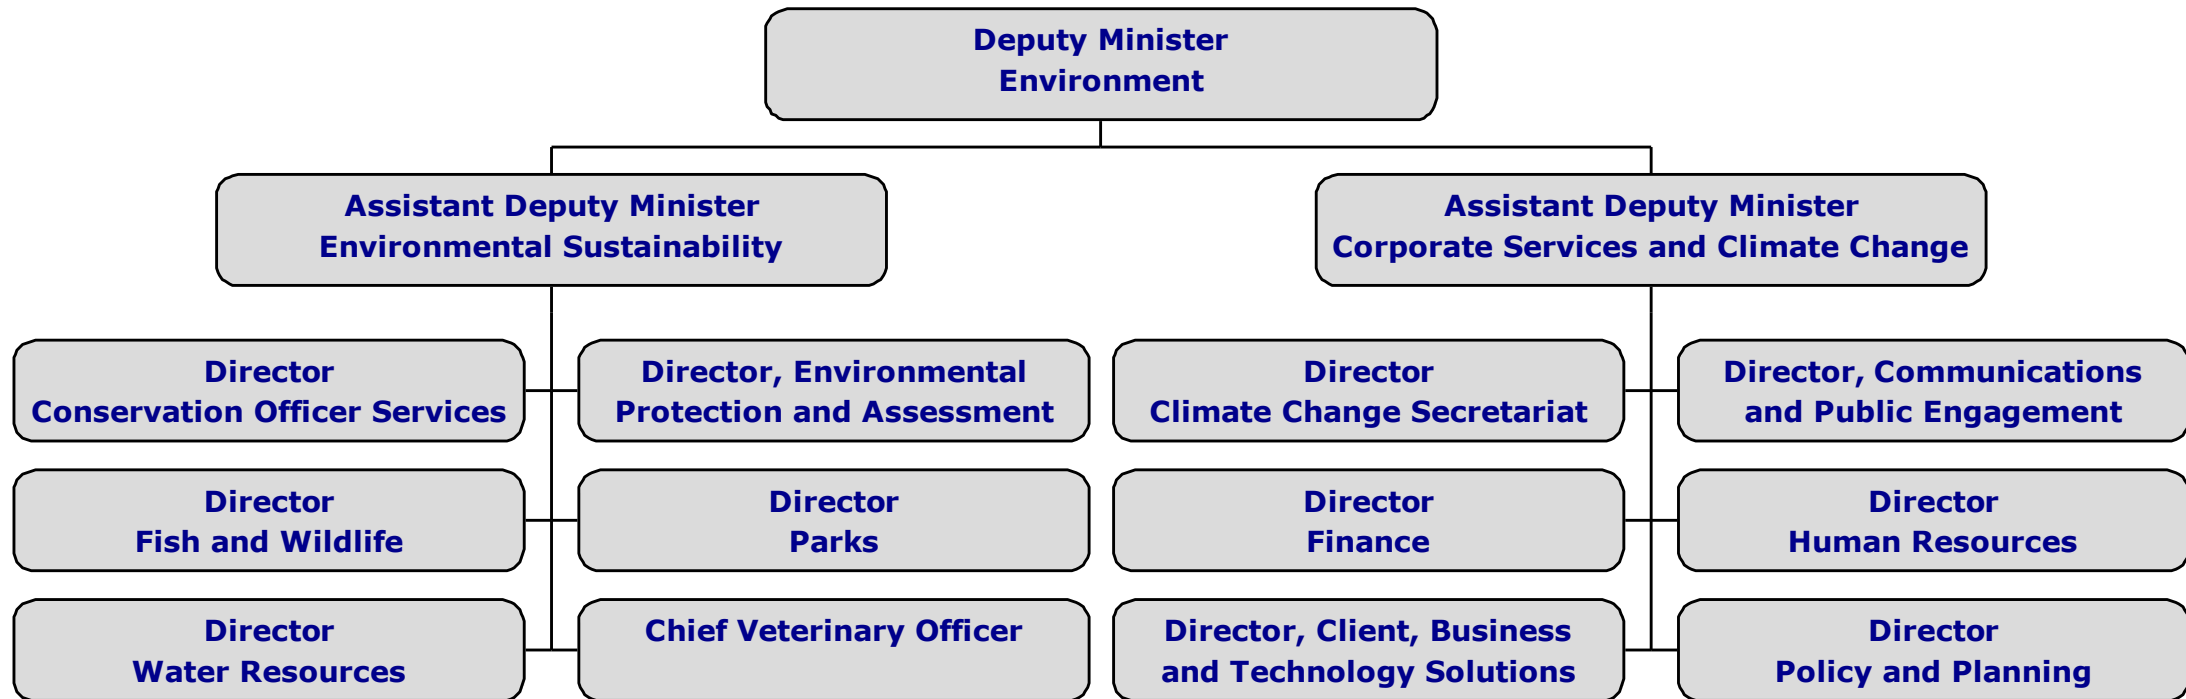 Deputy Minister
Environment
Assistant Deputy Minister
Environmental Sustainability
Assistant Deputy Minister
Corporate Services and Climate Change
Director
Conservation Officer Services
Director, Environmental
Protection and Assessment
Director
Climate Change Secretariat
Director, Communications
and Public Engagement
Director
Fish and Wildlife
Director
Parks
Director
Finance
Director
Human Resources
Director
Water Resources
Chief Veterinary Officer
Director, Client, Business
and Technology Solutions
Director
Policy and Planning